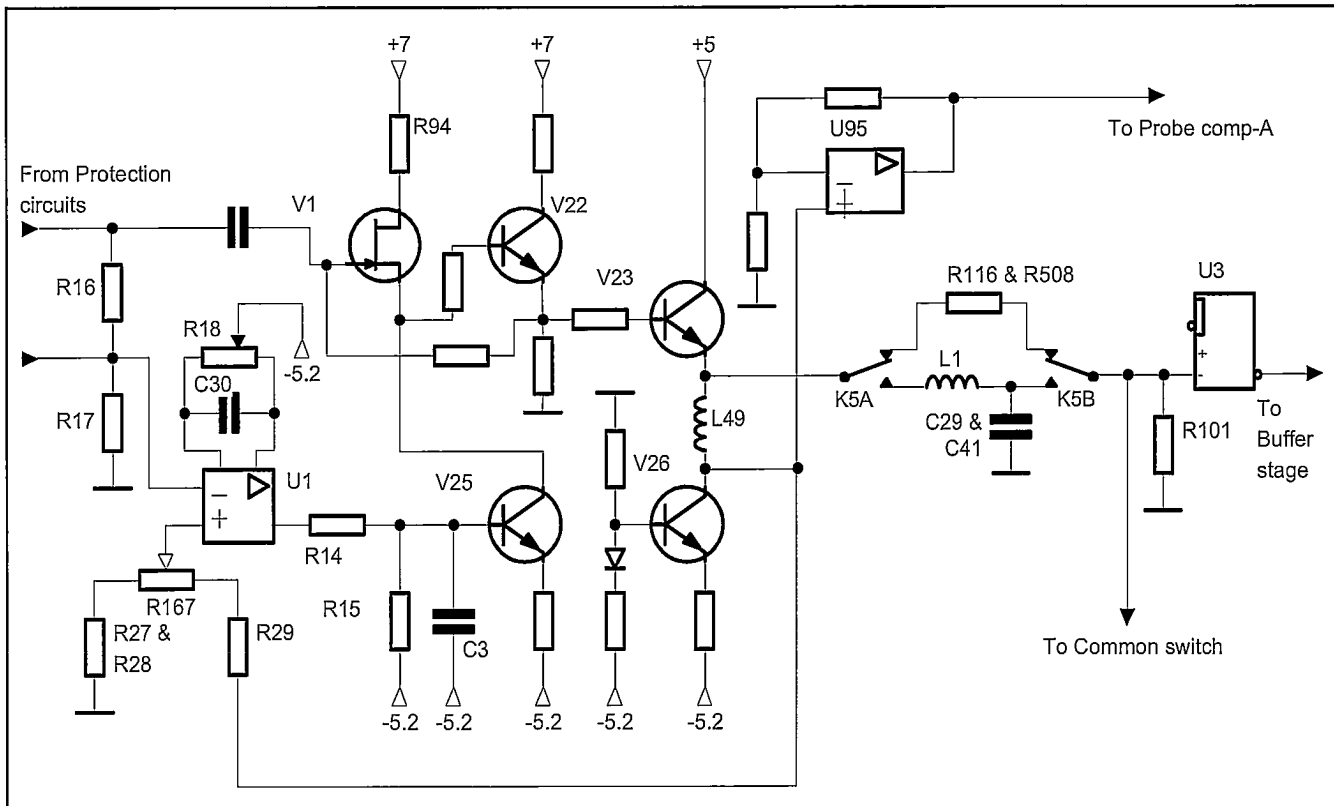 +7
+7
+5
R94
U95
To Probe comp-A
From Protection
circuits
V1
V22
V23
R116 & R508
U3
R16
R18
-5.2
L1
+
-
C30
K5A
K5B
R17
L49
C29 &
C41
R101
To
Buffer
stage
U1
V25
V26
R14
R167
R15
R27 &
R28
R29
C3
To Common switch
-5.2
-5.2
-5.2
-5.2
-5.2